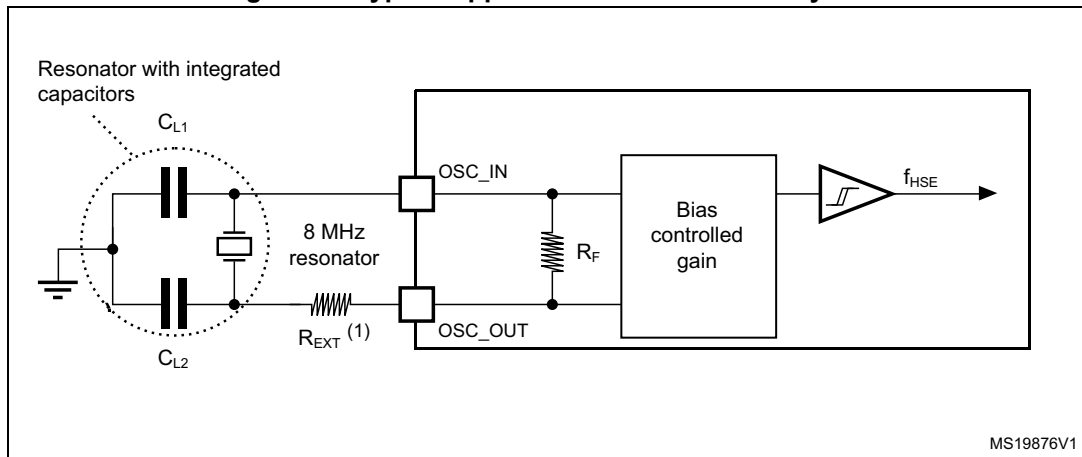 Resonator with integrated
capacitors
CL1
OSC_IN
fHSE
8 MHz
resonator
RF
Bias
controlled
gain
REXT (1)
OSC_OUT
CL2
MS19876V1